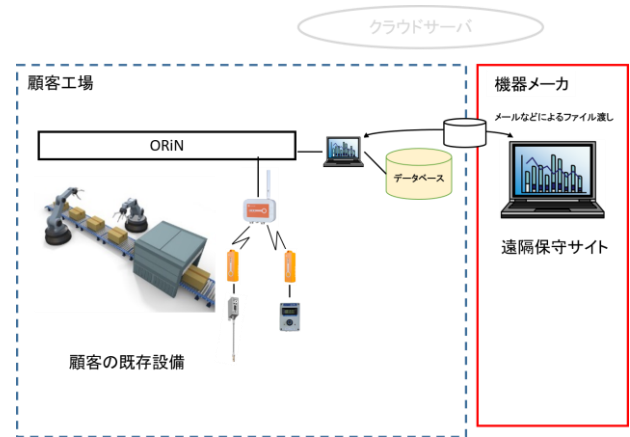 クラウドサーバ
顧客工場
機器メーカ
メールなどによるファイル渡し
ORiN
データベース
遠隔保守サイト
顧客の既存設備